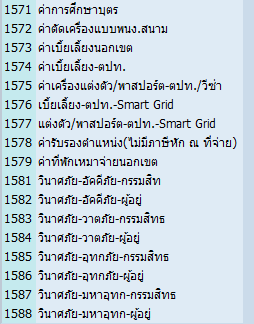 1571 ค่าการศึกษาบุตร
1572 ค่าตัดเครื่องแบบพนง.สนาม
1573 ค่าเบี้ยเลี้ยงนอกเขต
1574 ค่าเบี้ยเลี้ยง-ตปท.
1575 ค่าเครื่องแต่งตัว/พาสปอร์ต-ตปท./วีซ่า
1576 เบี้ยเลี้ยง-ตปท.-Smart Grid
1577 แต่งตัว/พาสปอร์ต-ตปท.-Smart Grid
1578 ค่ารับรองตำแหน่ง(ไม่มีภาษีหัก ณ ที่จ่าย)
1579 ค่าที่พักเหมาจ่ายนอกเขต
1581 วินาศภัย-อัคคีภัย-กรรมสิท
1582 วินาศภัย-อัคคีภัย-ผู้อยู่
1583 วินาศภัย-วาตภัย-กรรมสิทธ
1584 วินาศภัย-วาตภัย-ผู้อยู่
1585 วินาศภัย-อุทกภัย-กรรมสิทธ
1586 วินาศภัย-อุทกภัย-ผู้อยู่
1587 วินาศภัย-มหาอุทก-กรรมสิทธ
1588 วินาศภัย-มหาอุทก-ผู้อยู่